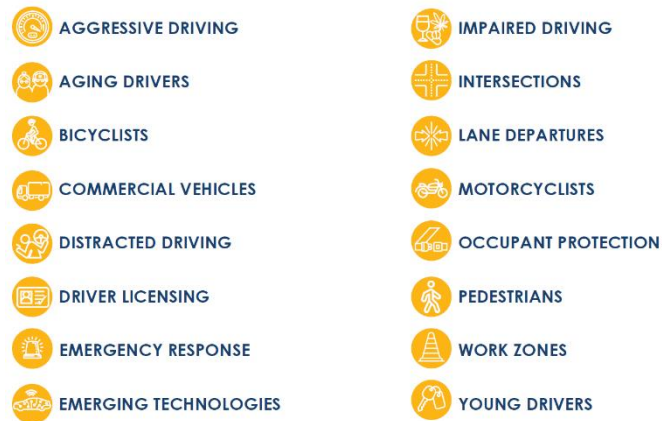 AGGRESSIVE DRIVING
AGING DRIVERS
BICYCLISTS
COMMERCIAL VEHICLES
DISTRACTED DRIVING
DRIVER LICENSING
EMERGENCY RESPONSE
EMERGING TECHNOLOGIES
IMPAIRED DRIVING
INTERSECTIONS
LANE DEPARTURES
MOTORCYCLISTS
OCCUPANT PROTECTION
PEDESTRIANS
WORK ZONES
YOUNG DRIVERS